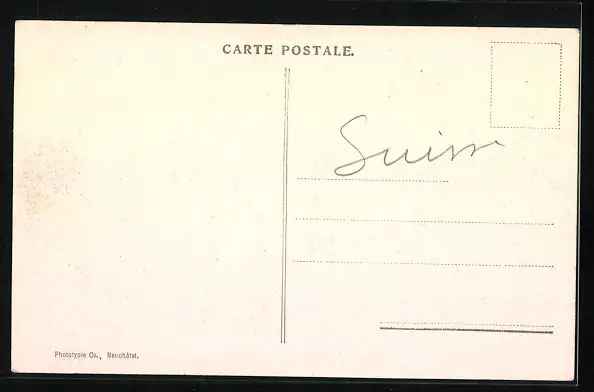 CARTE POSTALE.
Suisse
Phototypie Co., Neuchâtel.